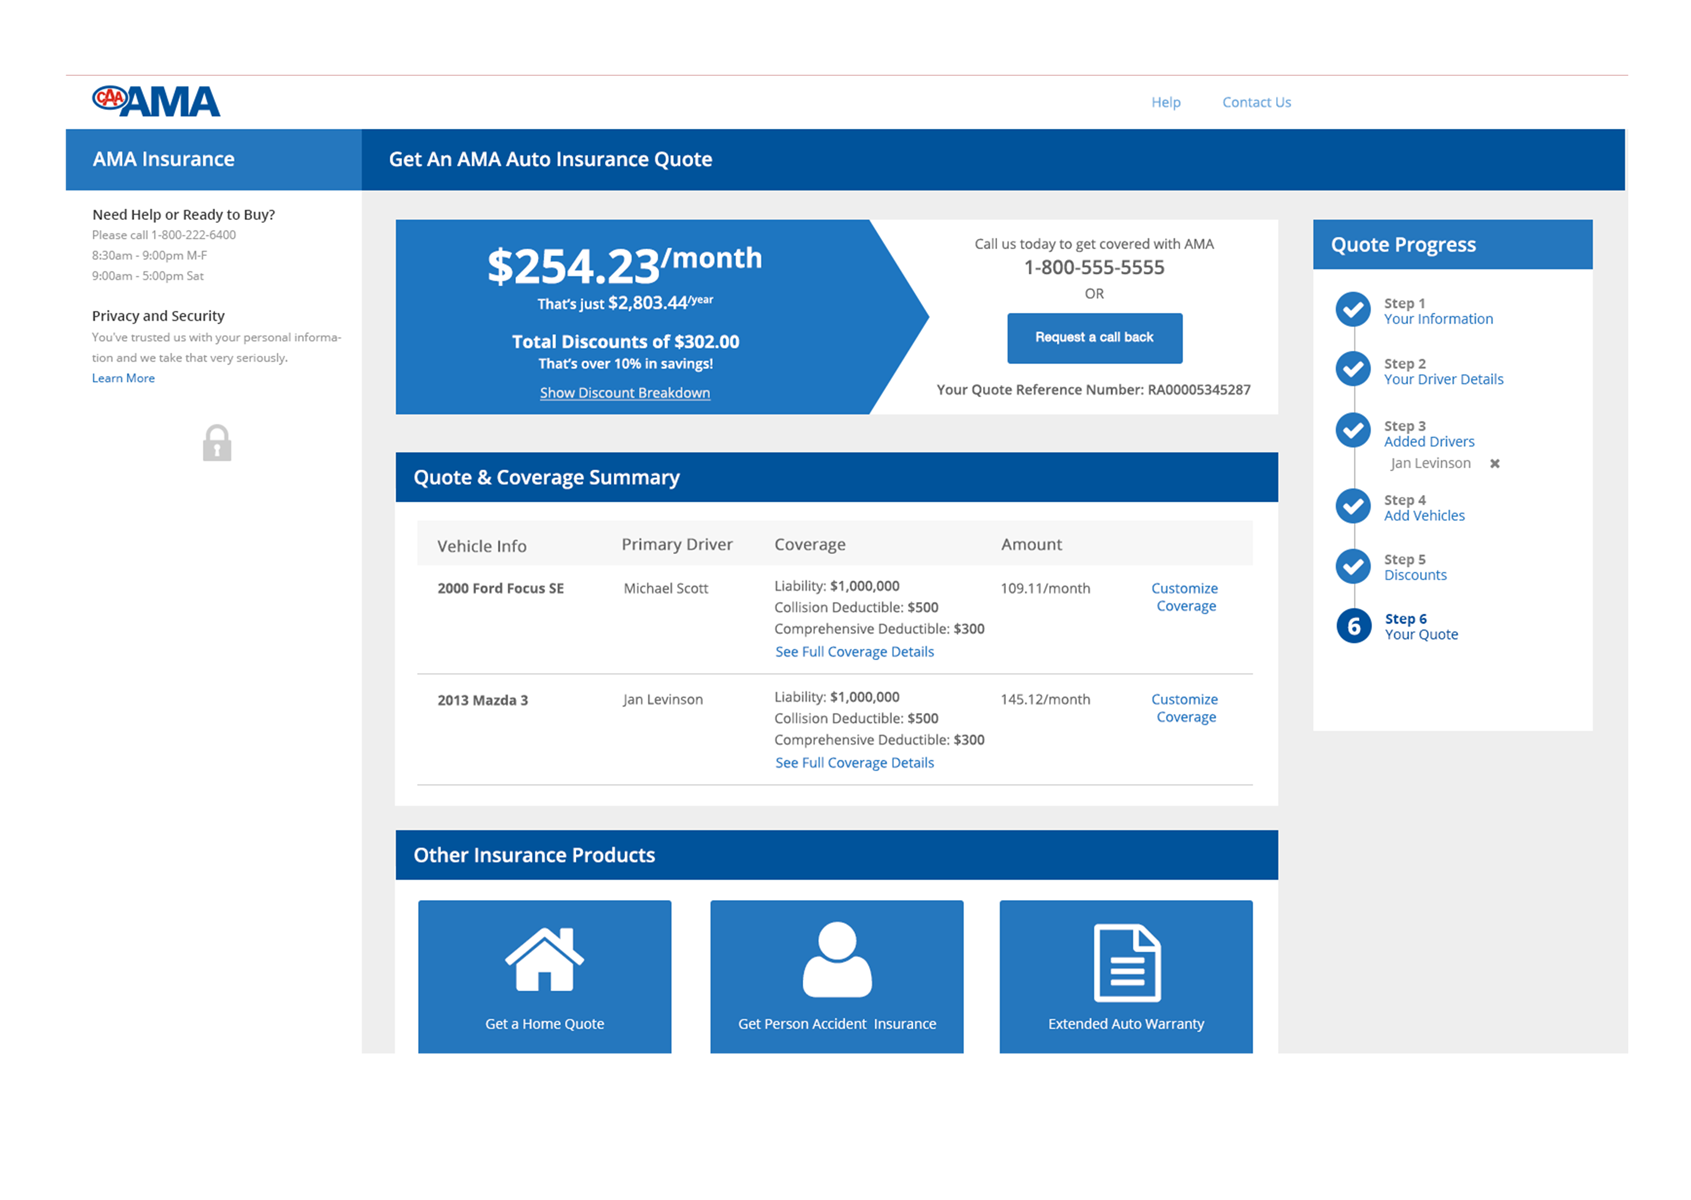 CAA AMA
Help
Contact Us
AMA Insurance
Get An AMA Auto Insurance Quote
Need Help or Ready to Buy?
Please call 1-800-222-6400
8:30am - 9:00pm M-F
9:00am - 5:00pm Sat
Privacy and Security
You've trusted us with your personal informa-
tion and we take that very seriously.
Learn More
$254.23/month
That's just $2,803.44/year
Total Discounts of $302.00
That's over 10% in savings!
Show Discount Breakdown
Call us today to get covered with AMA
1-800-555-5555
OR
Request a call back
Your Quote Reference Number: RA00005345287
Quote & Coverage Summary
Vehicle Info Primary Driver Coverage Amount
2000 Ford Focus SE
Michael Scott
Liability: $1,000,000
Collision Deductible: $500
Comprehensive Deductible: $300
See Full Coverage Details
109.11/month
Customize
Coverage
2013 Mazda 3
Jan Levinson
Liability: $1,000,000
Collision Deductible: $500
Comprehensive Deductible: $300
See Full Coverage Details
145.12/month
Customize
Coverage
Other Insurance Products
Get a Home Quote
Get Person Accident Insurance
Extended Auto Warranty
Quote Progress
Step 1
Your Information
Step 2
Your Driver Details
Step 3
Added Drivers
Jan Levinson
Step 4
Add Vehicles
Step 5
Discounts
6
Step 6
Your Quote